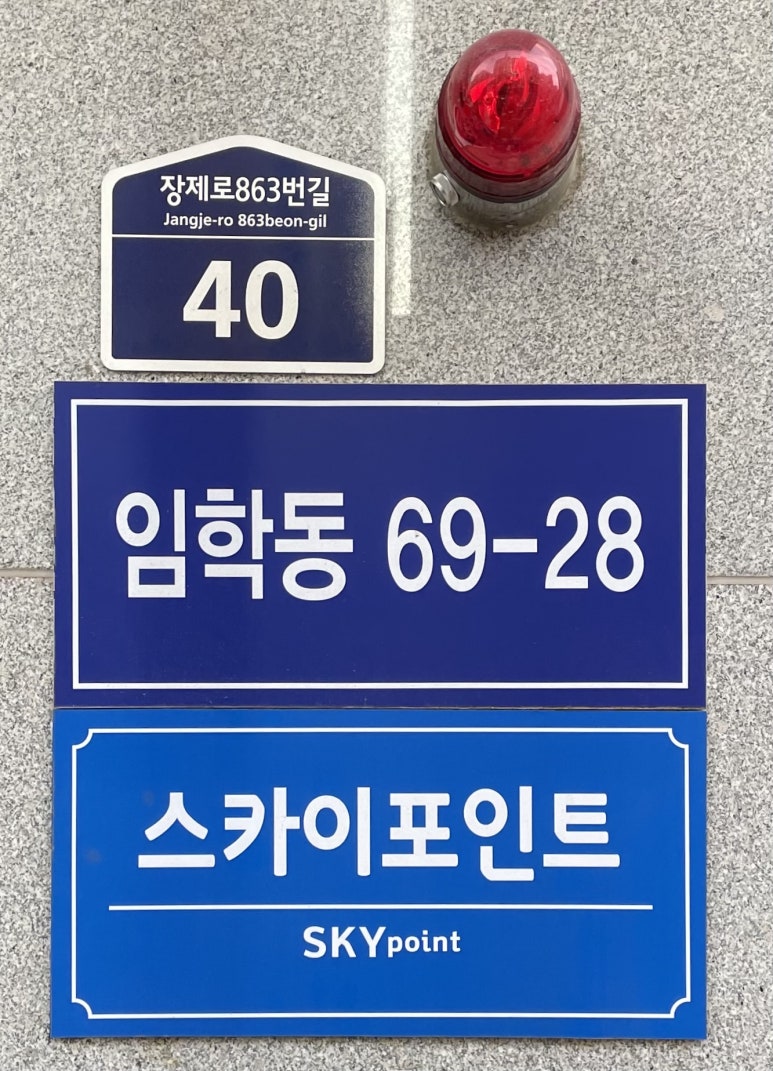 장제로863번길
Jangje-ro 863beon-gil
40
임학동 69-28
스카이포인트
SKYpoint